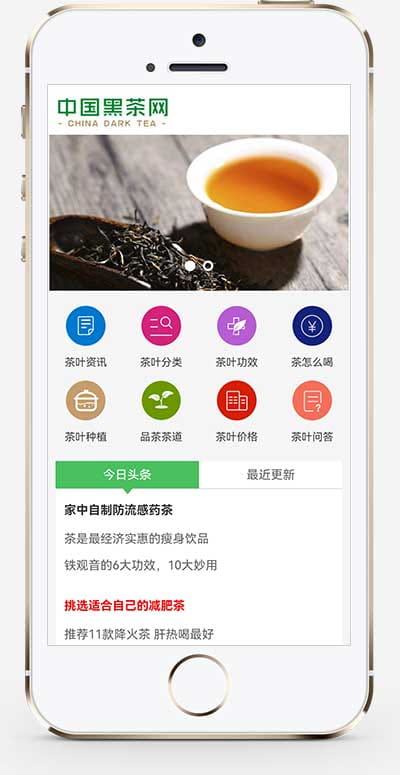 中国黑茶网
- CHINA DARK TEA -
茶叶资讯 茶叶分类 茶叶功效 茶怎么喝
茶叶种植 品茶茶道 茶叶价格 茶叶问答
今日头条 最近更新
家中自制防流感药茶
茶是最经济实惠的瘦身饮品
铁观音的6大功效，10大妙用
挑选适合自己的减肥茶
推荐11款降火茶 肝热喝最好